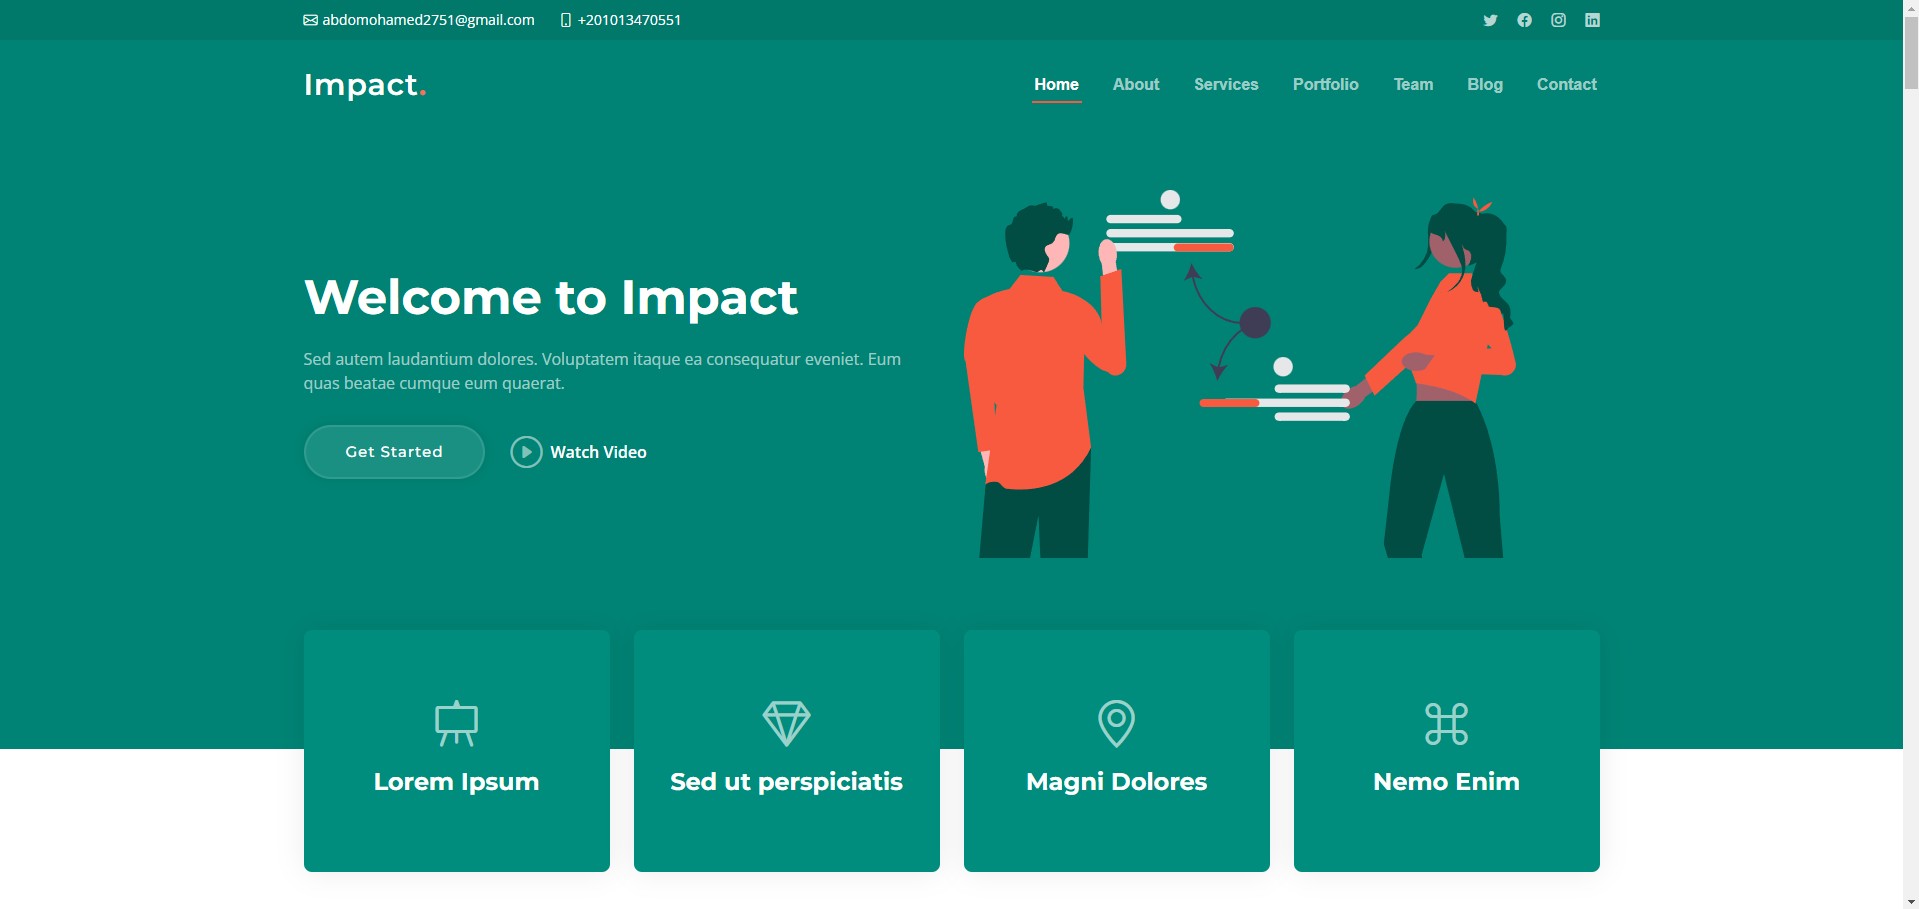 abdomohamed2751@gmail.com +201013470551
Impact.
Home About Services Portfolio Team Blog Contact
Welcome to Impact
Sed autem laudantium dolores. Voluptatem itaque ea consequatur eveniet. Eum
quas beatae cumque eum quaerat.
Get Started Watch Video
Lorem Ipsum
Sed ut perspiciatis
Magni Dolores
Nemo Enim